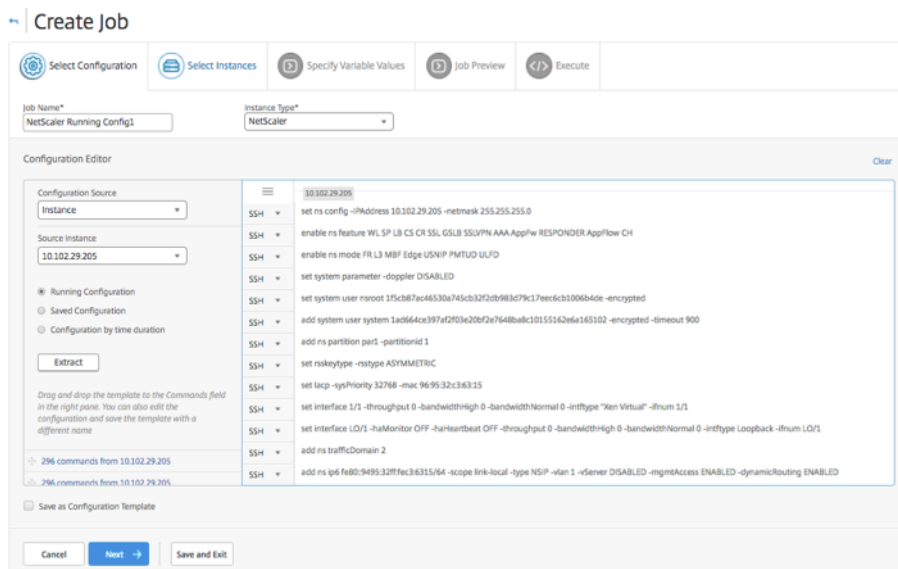 Create Job
Select Configuration
Select Instances
Specify Variable Values
Job Preview
Execute
Job Name*
Instance Type*
NetScaler Running Config1
NetScaler
Configuration Editor
Clear
Configuration Source
Instance
Source Instance
10.102.29.205
Running Configuration
Saved Configuration
Configuration by time duration
Extract
Drag and drop the template to the Commands field
in the right pane. You can also edit the
configuration and save the template with a
different name
296 commands from 10.102.29.205
296 commands from 10.102.29.205
10.102.29.205
SSH set ns config -IPAddress 10.102.29.205 -netmask 255.255.255.0
SSH enable ns feature WL SP LB CS CR SSL GSLB SSLVPN AAA AppFw RESPONDER AppFlow CH
SSH enable ns mode FR L3 MBF Edge USNIP PMTUD ULFD
SSH set system parameter -doppler DISABLED
SSH set system user nsroot 1f5cb87ac46530a745cb32f2db983d79c17eec6cb1006b4de -encrypted
SSH add system user system 1ad664ce397af2f03e20bf2e7648ba8c10155162e6a165102 -encrypted -timeout 900
SSH add ns partition par1 -partitionid 1
SSH set rsskeytype -rsstype ASYMMETRIC
SSH set lacp -sysPriority 32768 -mac 96:95:32:c3:63:15
SSH set interface 1/1 -throughput 0 -bandwidthHigh 0 -bandwidthNormal 0 -intftype "Xen Virtual" -ifnum 1/1
SSH set interface LO/1 -haMonitor OFF -haHeartbeat OFF -throughput 0 -bandwidthHigh 0 -bandwidthNormal 0 -intftype Loopback -ifnum LO/1
SSH add ns trafficDomain 2
SSH add ns ip6 fe80::9495:32ff:fec3:6315/64 -scope link-local -type NSIP -vlan 1 -vServer DISABLED -mgmtAccess ENABLED -dynamicRouting ENABLED
Save as Configuration Template
Cancel
Next
Save and Exit